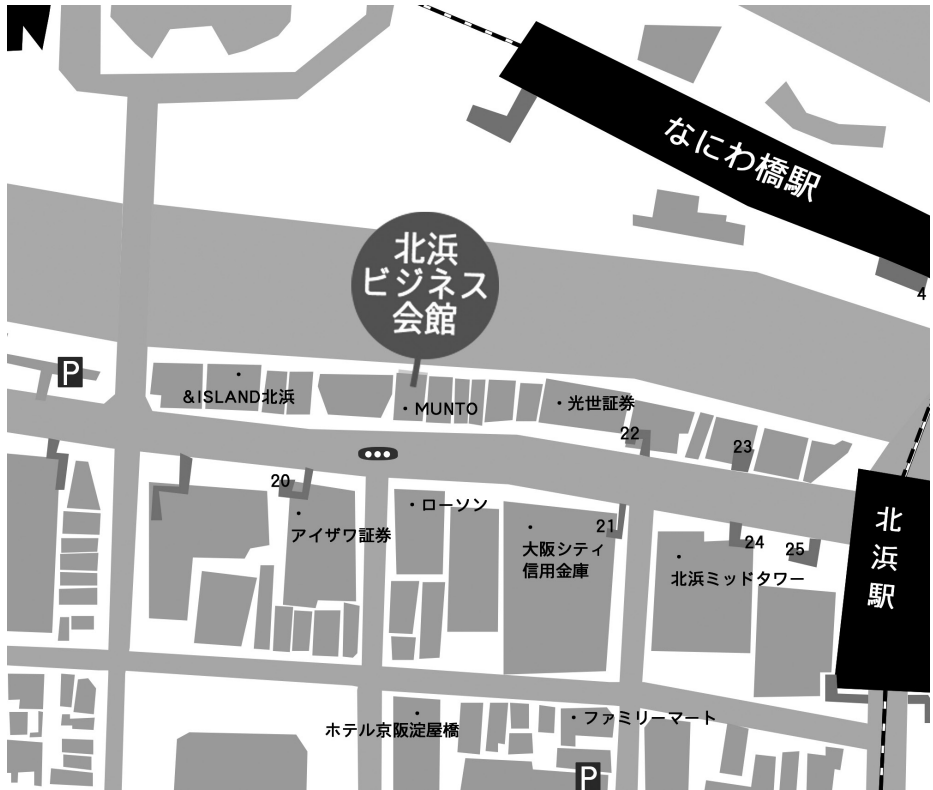 なにわ橋駅
北浜
ビジネス
会館
4
P
&ISLAND北浜
MUNTO
光世証券
22
23
20
ローソン
アイザワ証券
21
大阪シティ
信用金庫
24
25
北浜ミッドタワー
北浜駅
ホテル京阪淀屋橋
ファミリーマート
P